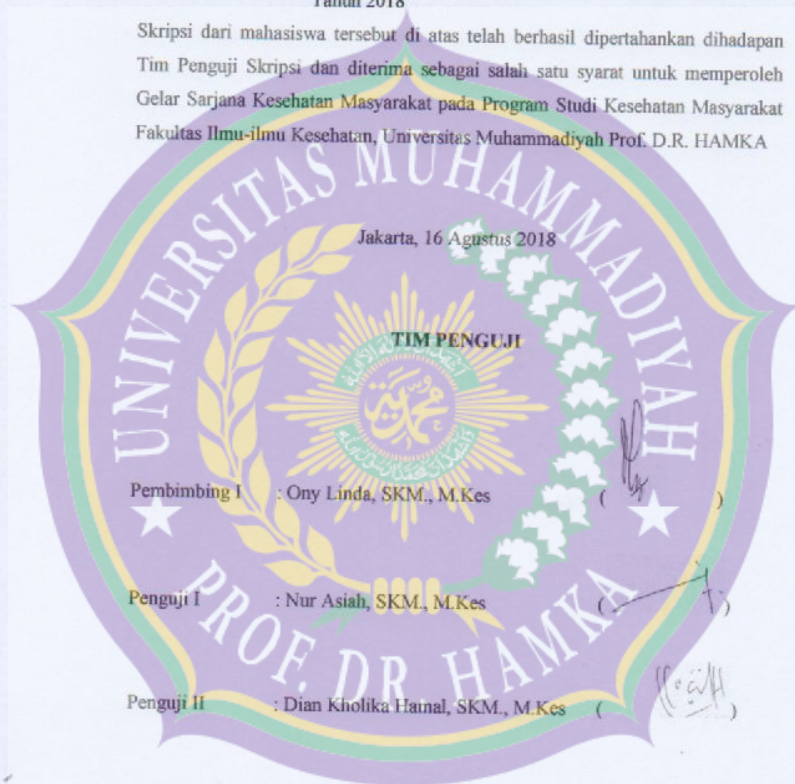 Tahun 2018
Skripsi dari mahasiswa tersebut di atas telah berhasil dipertahankan dihadapan
Tim Penguji Skripsi dan diterima sebagai salah satu syarat untuk memperoleh
Gelar Sarjana Kesehatan Masyarakat pada Program Studi Kesehatan Masyarakat
Fakultas Ilmu-ilmu Kesehatan, Universitas Muhammadiyah Prof. D.R. HAMKA
UNIVERSITAS MUHAMMADIYAH
Jakarta, 16 Agustus 2018
TIM PENGUJI
محمدية
Pembimbing I : Ony Linda, SKM., M.Kes ( )
Penguji I : Nur Asiah, SKM., M.Kes ( )
PROF. DR. HAMKA
Penguji II : Dian Kholika Hamal, SKM., M.Kes ( )